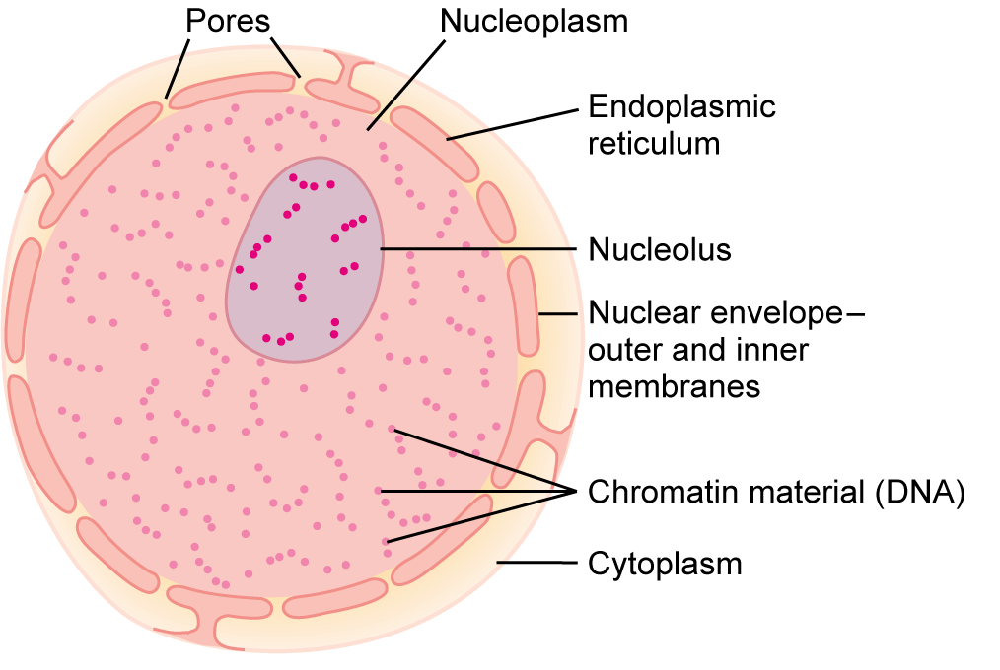 Pores
Nucleoplasm
Endoplasmic
reticulum
Nucleolus
Nuclear envelope–
outer and inner
membranes
Chromatin material (DNA)
Cytoplasm